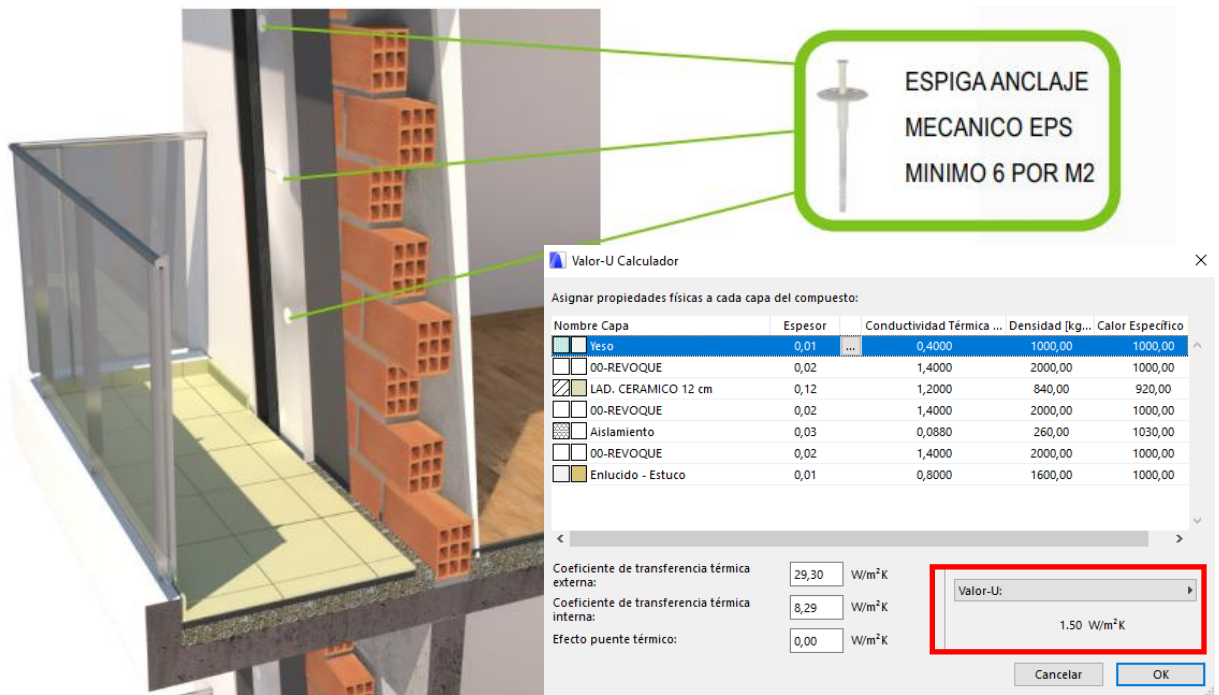 ESPIGA ANCLAJE
MECANICO EPS
MINIMO 6 POR M2
Valor-U Calculador
Asignar propiedades físicas a cada capa del compuesto:
Nombre Capa Espesor Conductividad Térmica ... Densidad [kg... Calor Específico
Yeso 0,01 ... 0,4000 1000,00 1000,00
00-REVOQUE 0,02 1,4000 2000,00 1000,00
LAD. CERAMICO 12 cm 0,12 1,2000 840,00 920,00
00-REVOQUE 0,02 1,4000 2000,00 1000,00
Aislamiento 0,03 0,0880 260,00 1030,00
00-REVOQUE 0,02 1,4000 2000,00 1000,00
Enlucido - Estuco 0,01 0,8000 1600,00 1000,00
Coeficiente de transferencia térmica
externa: 29,30 W/m²K
Coeficiente de transferencia térmica
interna: 8,29 W/m²K
Efecto puente térmico: 0,00 W/m²K
Valor-U:
1.50 W/m²K
Cancelar OK